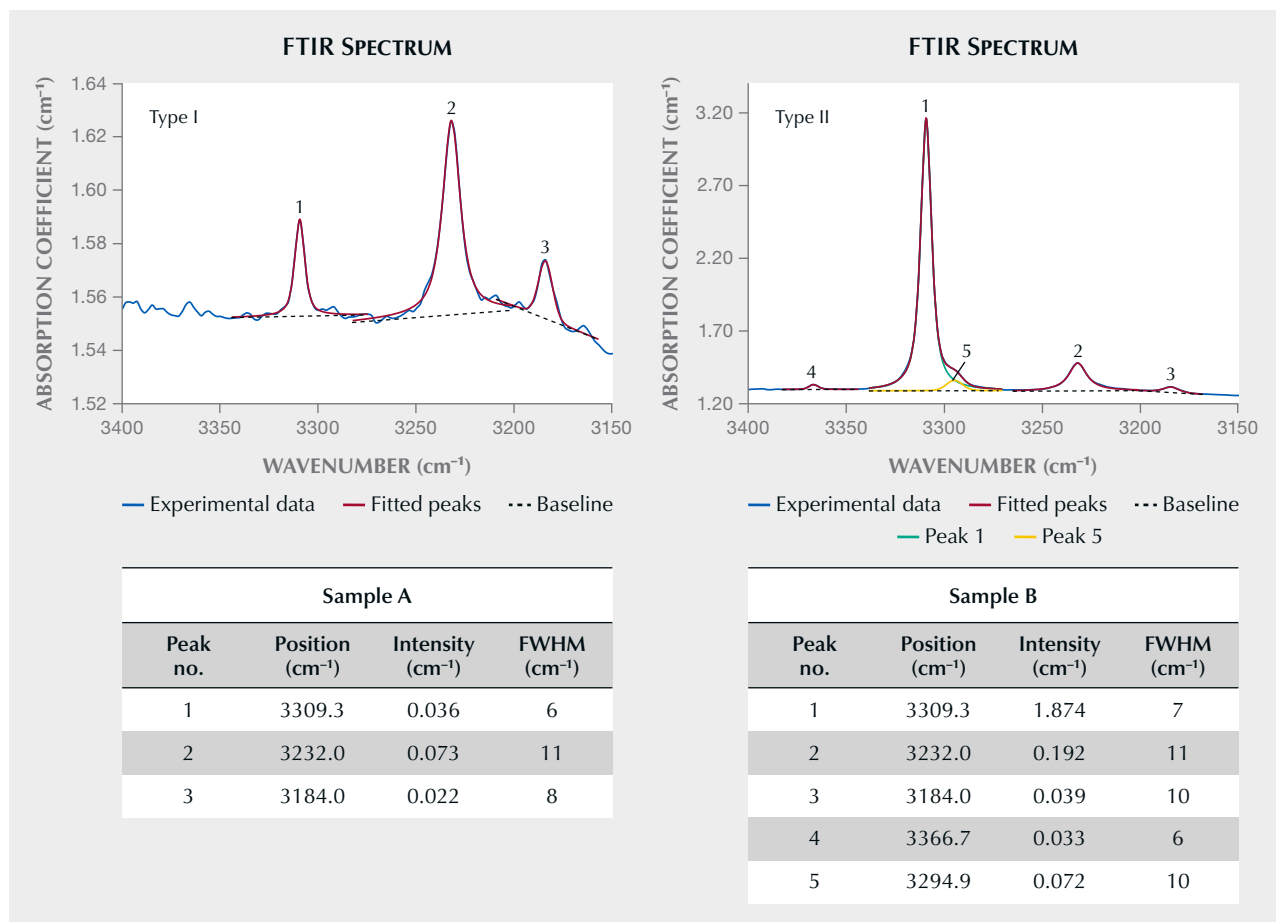 FTIR SPECTRUM
ABSORPTION COEFFICIENT (cm⁻¹)
1.64
1.62
1.60
1.58
1.56
1.54
1.52
Type I
1
2
3
3400
3350
3300
3250
3200
3150
WAVENUMBER (cm⁻¹)
Experimental data
Fitted peaks
Baseline
Sample A
Peak no.
Position (cm⁻¹)
Intensity (cm⁻¹)
FWHM (cm⁻¹)
1 3309.3 0.036 6
2 3232.0 0.073 11
3 3184.0 0.022 8
FTIR SPECTRUM
ABSORPTION COEFFICIENT (cm⁻¹)
3.20
2.70
2.20
1.70
1.20
Type II
4
1
5
2
3
3400
3350
3300
3250
3200
3150
WAVENUMBER (cm⁻¹)
Experimental data
Fitted peaks
Baseline
Peak 1
Peak 5
Sample B
Peak no.
Position (cm⁻¹)
Intensity (cm⁻¹)
FWHM (cm⁻¹)
1 3309.3 1.874 7
2 3232.0 0.192 11
3 3184.0 0.039 10
4 3366.7 0.033 6
5 3294.9 0.072 10